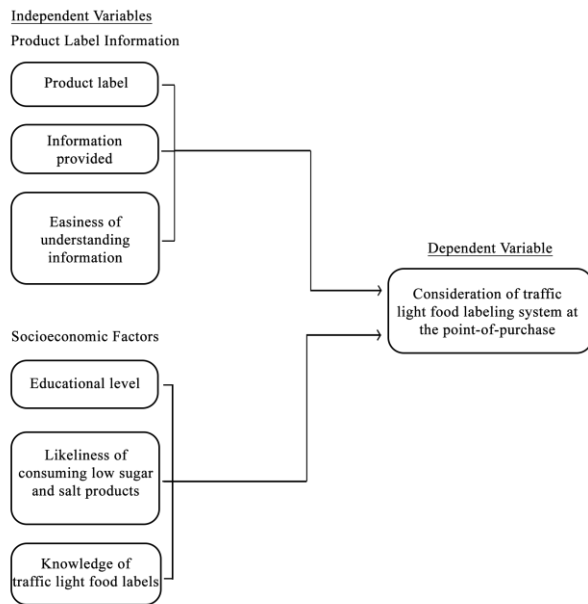 Independent Variables
Product Label Information
Product label
Information
provided
Easiness of
understanding
information
Dependent Variable
Consideration of traffic
light food labeling system at
the point-of-purchase
Socioeconomic Factors
Educational level
Likeliness of
consuming low sugar
and salt products
Knowledge of
traffic light food labels